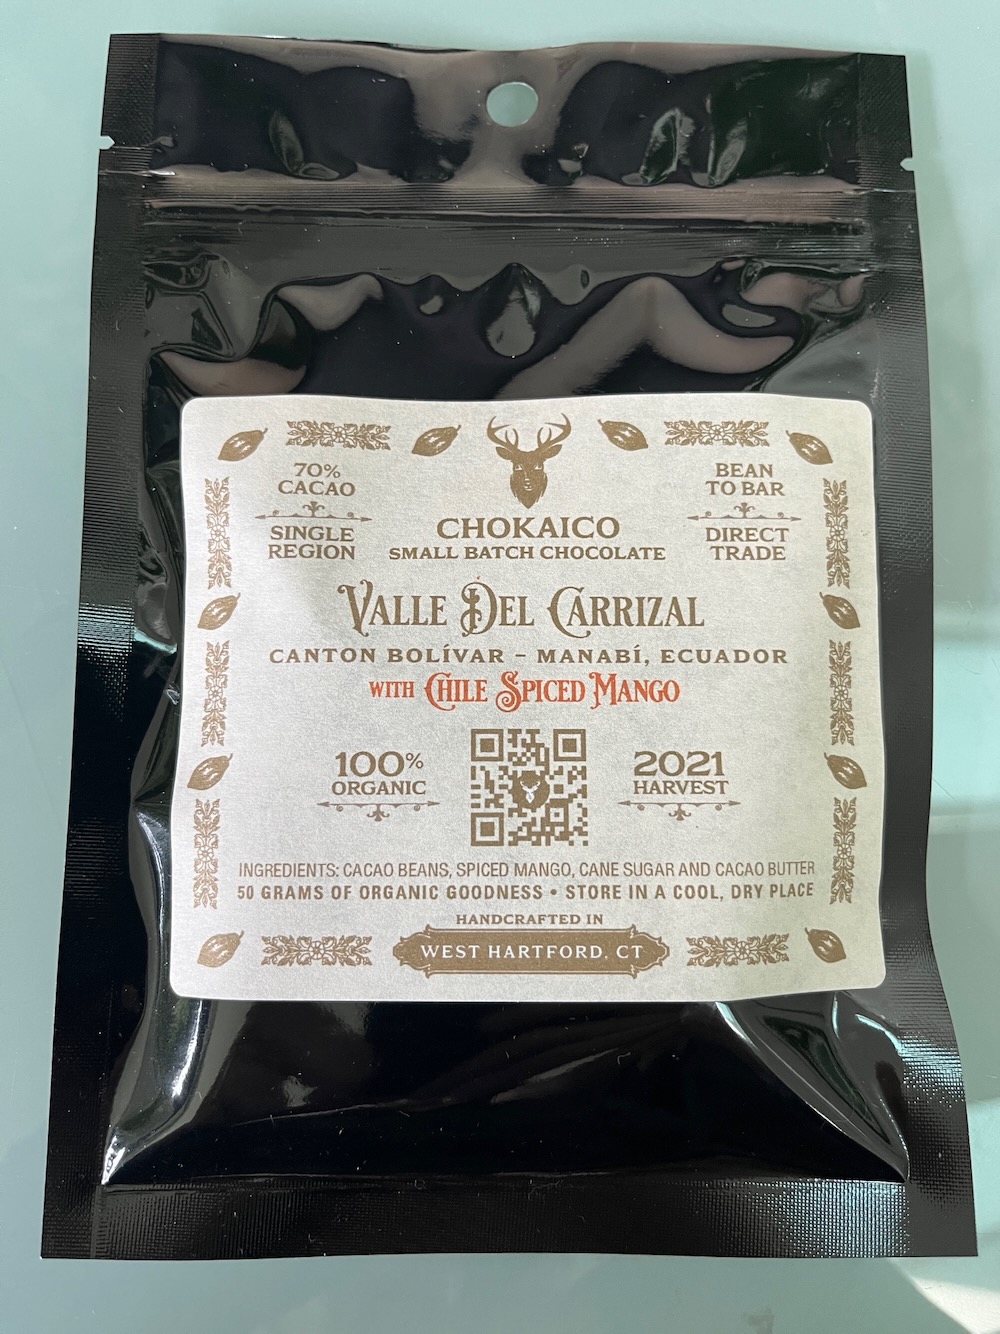 70%
CACAO
SINGLE
REGION
CHOKAICO
SMALL BATCH CHOCOLATE
BEAN
TO BAR
DIRECT
TRADE
VALLE DEL CARRIZAL
CANTON BOLÍVAR – MANABÍ, ECUADOR
WITH CHILE SPICED MANGO
100%
ORGANIC
2021
HARVEST
INGREDIENTS: CACAO BEANS, SPICED MANGO, CANE SUGAR AND CACAO BUTTER
50 GRAMS OF ORGANIC GOODNESS • STORE IN A COOL, DRY PLACE
HANDCRAFTED IN
WEST HARTFORD, CT